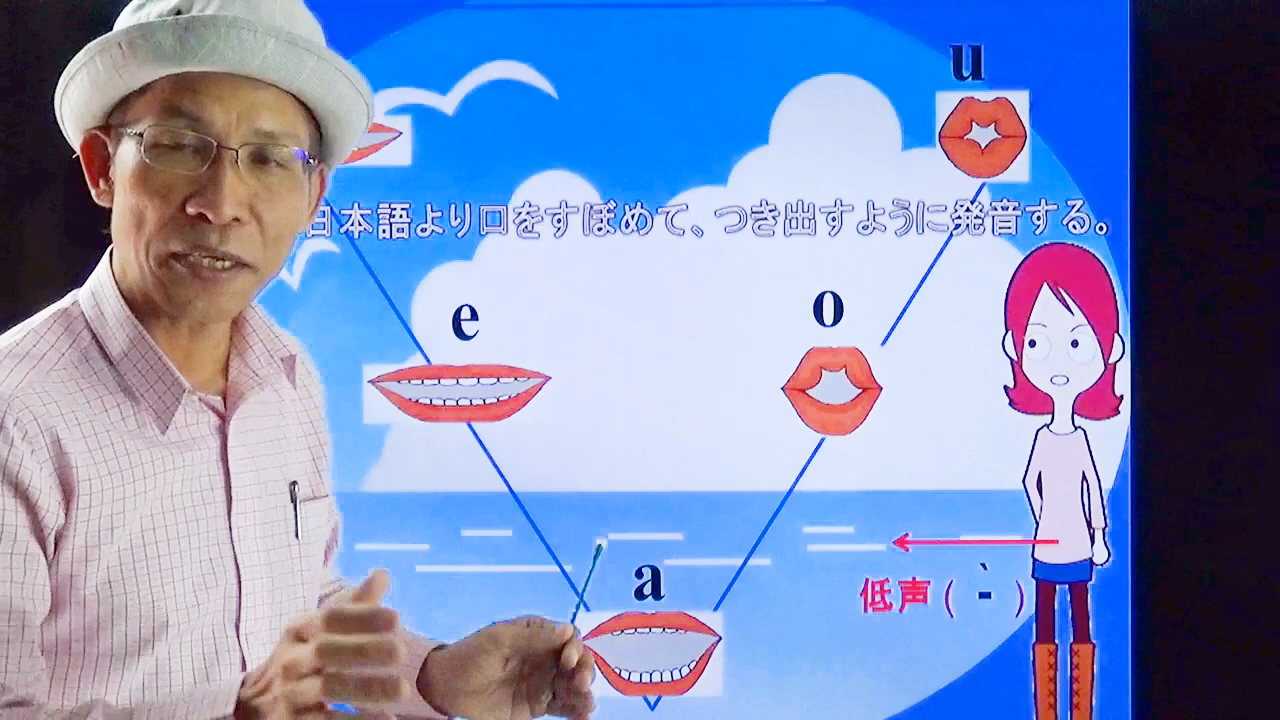 u
日本語より口をすぼめて、つき出すように発音する。
e
o
a
低声（ ˋ- ）